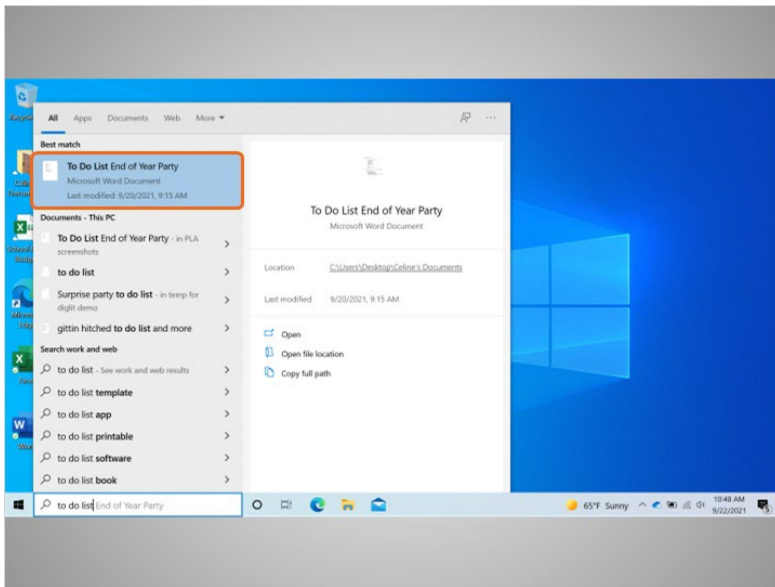 All Apps Documents Web More
Best match
To Do List End of Year Party
Microsoft Word Document
Last modified: 9/20/2021, 9:15 AM
Documents - This PC
To Do List End of Year Party - in PLA
screenshots
to do list
Surprise party to do list - in temp for
diglit demo
gittin hitched to do list and more
Search work and web
to do list - See work and web results
to do list template
to do list app
to do list printable
to do list software
to do list book
to do list End of Year Party
To Do List End of Year Party
Microsoft Word Document
Location C:\Users\Desktop\Celine's Documents
Last modified 9/20/2021, 9:15 AM
Open
Open file location
Copy full path
65°F Sunny
10:48 AM
9/22/2021